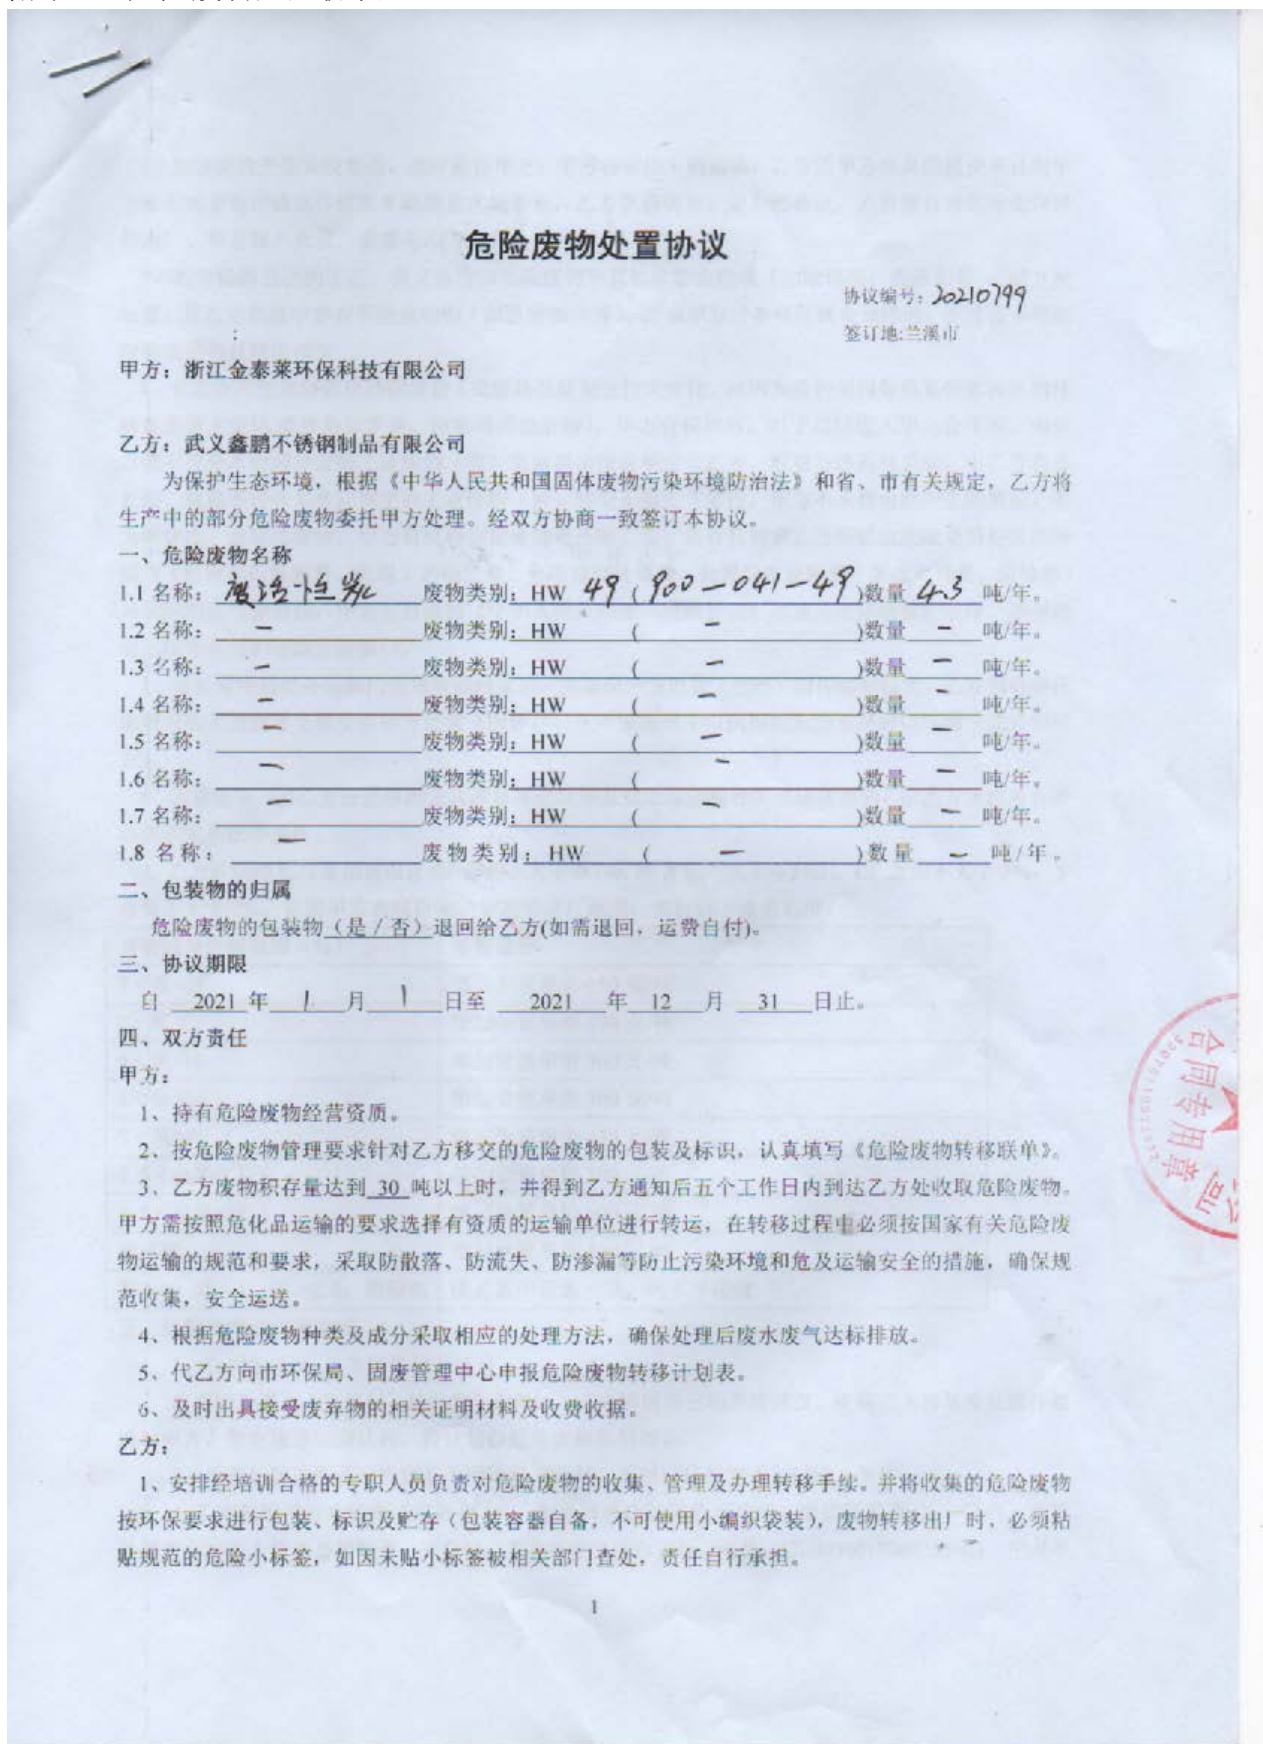 危险废物处置协议
协议编号：20210799
签订地:兰溪市
甲方：浙江金泰莱环保科技有限公司
乙方：武义鑫鹏不锈钢制品有限公司
为保护生态环境，根据《中华人民共和国固体废物污染环境防治法》和省、市有关规定，乙方将
生产中的部分危险废物委托甲方处理。经双方协商一致签订本协议。
一、危险废物名称
1.1 名称：废活性炭 废物类别：HW 49 (900-041-49)数量 4.3 吨/年。
1.2 名称： — 废物类别：HW ( — )数量 — 吨/年。
1.3 名称： — 废物类别：HW ( — )数量 — 吨/年。
1.4 名称： — 废物类别：HW ( — )数量 — 吨/年。
1.5 名称： — 废物类别：HW ( — )数量 — 吨/年。
1.6 名称： — 废物类别：HW ( — )数量 — 吨/年。
1.7 名称： — 废物类别：HW ( — )数量 — 吨/年。
1.8 名称： — 废物类别：HW ( — )数量 — 吨/年。
二、包装物的归属
危险废物的包装物（是/否）退回给乙方(如需退回，运费自付)。
三、协议期限
自 2021 年 1 月 1 日至 2021 年 12 月 31 日止。
四、双方责任
甲方：
1、持有危险废物经营资质。
2、按危险废物管理要求针对乙方移交的危险废物的包装及标识，认真填写《危险废物转移联单》。
3、乙方废物积存量达到 30 吨以上时，并得到乙方通知后五个工作日内到达乙方处收取危险废物。
甲方需按照危化品运输的要求选择有资质的运输单位进行转运，在转移过程中必须按国家有关危险废
物运输的规范和要求，采取防散落、防流失、防渗漏等防止污染环境和危及运输安全的措施，确保规
范收集，安全运送。
4、根据危险废物种类及成分采取相应的处理方法，确保处理后废水废气达标排放。
5、代乙方向市环保局、固废管理中心申报危险废物转移计划表。
6、及时出具接受废弃物的相关证明材料及收费收据。
乙方：
1、安排经培训合格的专职人员负责对危险废物的收集、管理及办理转移手续。并将收集的危险废物
按环保要求进行包装、标识及贮存（包装容器自备，不可使用小编织袋装），废物转移出厂时，必须粘
贴规范的危险小标签，如因未贴小标签被相关部门查处，责任自行承担。
1
合同专用章
公司